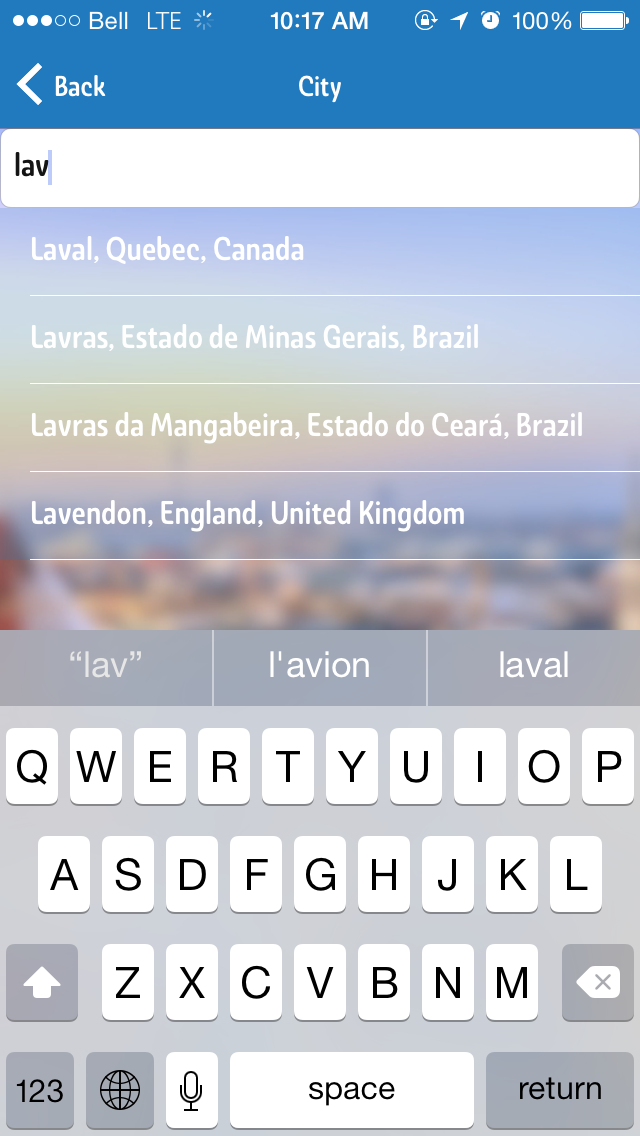 Bell LTE 10:17 AM 100%
Back City
lav
Laval, Quebec, Canada
Lavras, Estado de Minas Gerais, Brazil
Lavras da Mangabeira, Estado do Ceará, Brazil
Lavendon, England, United Kingdom
“lav” l'avion laval
Q W E R T Y U I O P
A S D F G H J K L
Z X C V B N M
123 space return